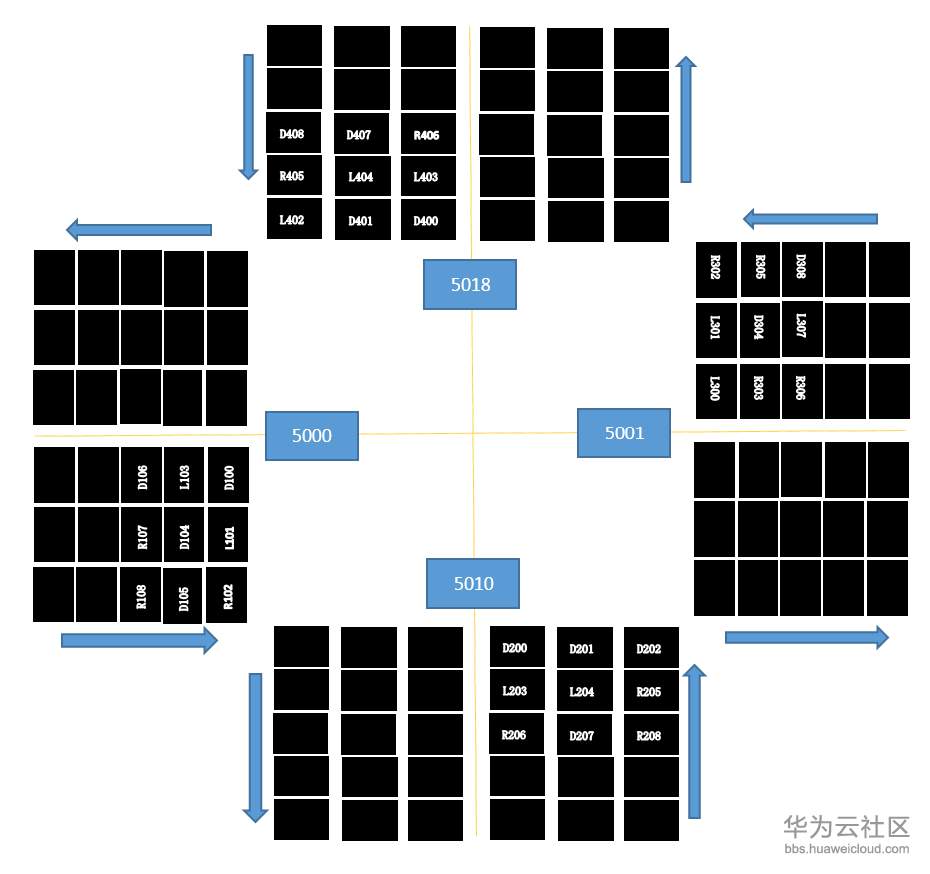 D408 D407 R406
R405 L404 L403
L402 D401 D400
5018
R302 R305 D308
L301 D304 L307
L300 R303 R306
5000
5001
D106 L103 D100
R107 D104 L101
R108 D105 R102
5010
D200 D201 D202
L203 L204 R205
R206 D207 R208
华为云社区
bbs.huaweicloud.com